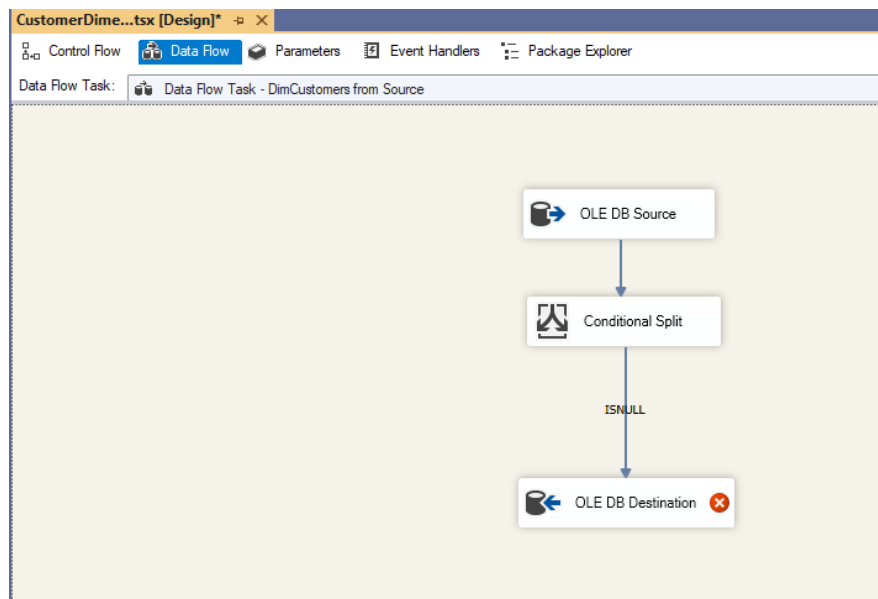 CustomerDime...tsx [Design]*
Control Flow Data Flow Parameters Event Handlers Package Explorer
Data Flow Task: Data Flow Task - DimCustomers from Source
OLE DB Source
Conditional Split
ISNULL
OLE DB Destination